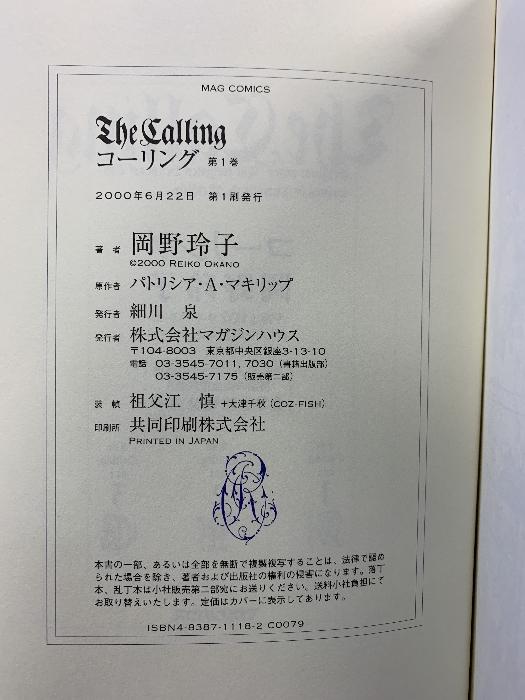 MAG COMICS
The Calling
コーリング 第1巻
2000年6月22日 第1刷発行
著者 岡野玲子
©2000 REIKO OKANO
原作者 パトリシア・A・マキリップ
発行者 細川 泉
発行者 株式会社マガジンハウス
〒104-8003 東京都中央区銀座3-13-10
電話 03-3545-7011, 7030（書籍出版部）
03-3545-7175（販売第二部）
装幀 祖父江 慎 +大津千秋（COZ-FISH）
印刷所 共同印刷株式会社
PRINTED IN JAPAN
本書の一部、あるいは全部を無断で複製複写することは、法律で認め
られた場合を除き、著者および出版社の権利の侵害になります。落丁
本、乱丁本は小社販売第二部宛にお送りください。送料小社負担にて
お取り替えいたします。定価はカバーに表示してあります。
ISBN4-8387-1118-2 C0079